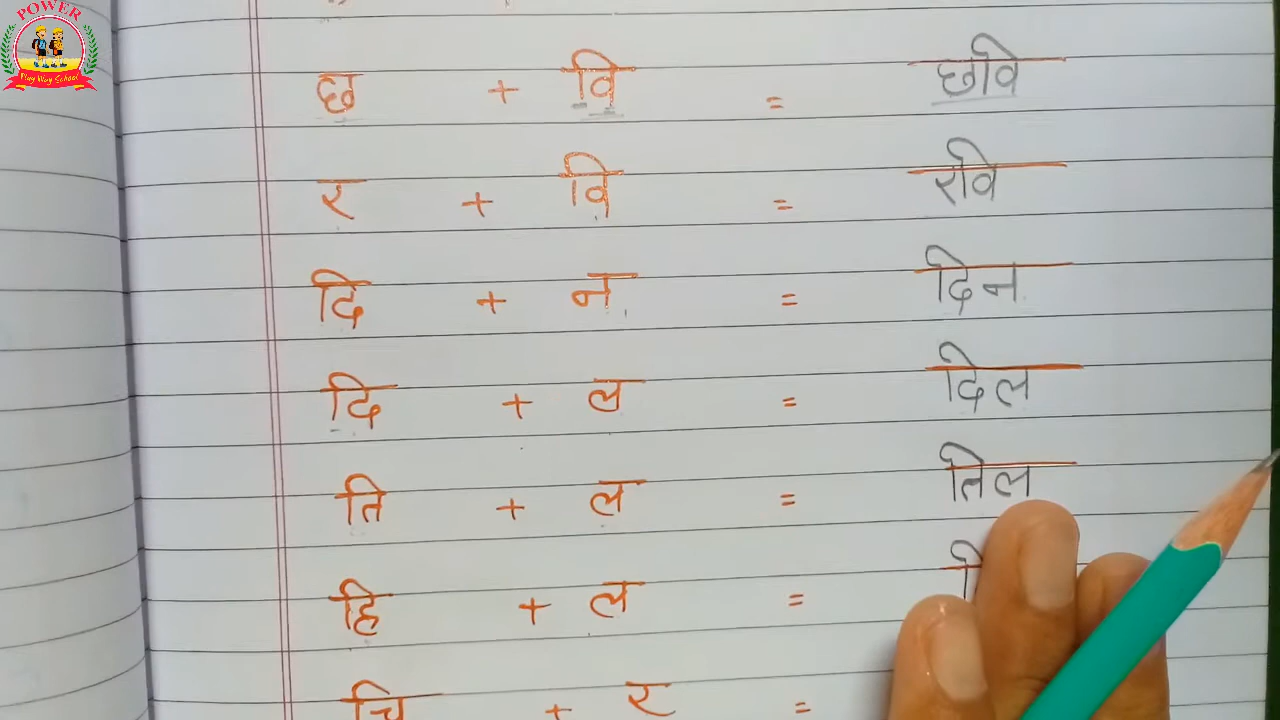 POWER
Play Way School
छ + वि = छवि
र + वि = रवि
दि + न = दिन
दि + ल = दिल
ति + ल = तिल
हि + ल =
चि + र =